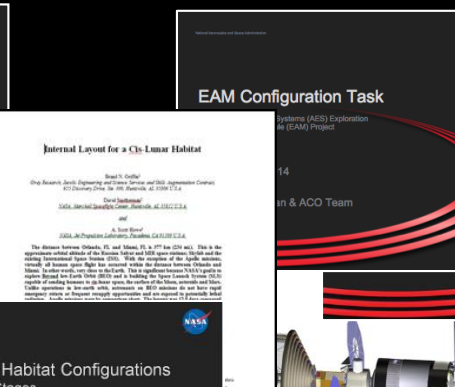 National Aeronautics and Space Administration
EAM Configuration Task
Systems (AES) Exploration
le (EAM) Project
14
an & ACO Team
Internal Layout for a Cis-Lunar Habitat
Brand N. Griffin
Gray Research, Jacobs Engineering and Science Services and Skills Augmentation Contract,
David Smitherman
NASA, Marshall Spaceflight Center, Huntsville, AL 35812 U.S.A.
and
A. Scott Howe
NASA, Jet Propulsion Laboratory, Pasadena, CA 91109 U.S.A.
The distance between Orlando, FL and Miami, FL is 377 km (234 mi.). This is the
approximate orbital altitude of the Russian Salyut and MIR space stations; Skylab and the
existing International Space Station (ISS). With the exception of the Apollo missions,
virtually all human space flight has occurred within the distance between Orlando and
Miami. In other words, very close to the Earth. This is significant because NASA's goal is to
explore Beyond low-Earth Orbit (BEO) and is building the Space Launch System (SLS)
capable of sending humans to cis-lunar space, the surface of the Moon, asteroids and Mars.
Unlike operations in low-earth orbit, astronauts on BEO missions do not have rapid
emergency return or frequent resupply opportunities and are exposed to potentially lethal
NASA
Habitat Configurations
Stages